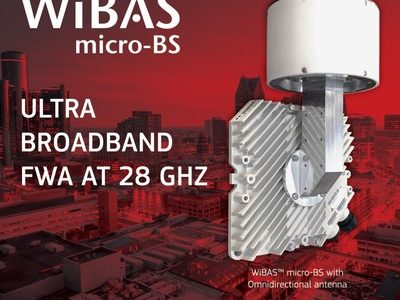 WiBAS
micro-BS
ULTRA
BROADBAND
FWA AT 28 GHZ
WiBAS™ micro-BS with
Omnidirectional antenna